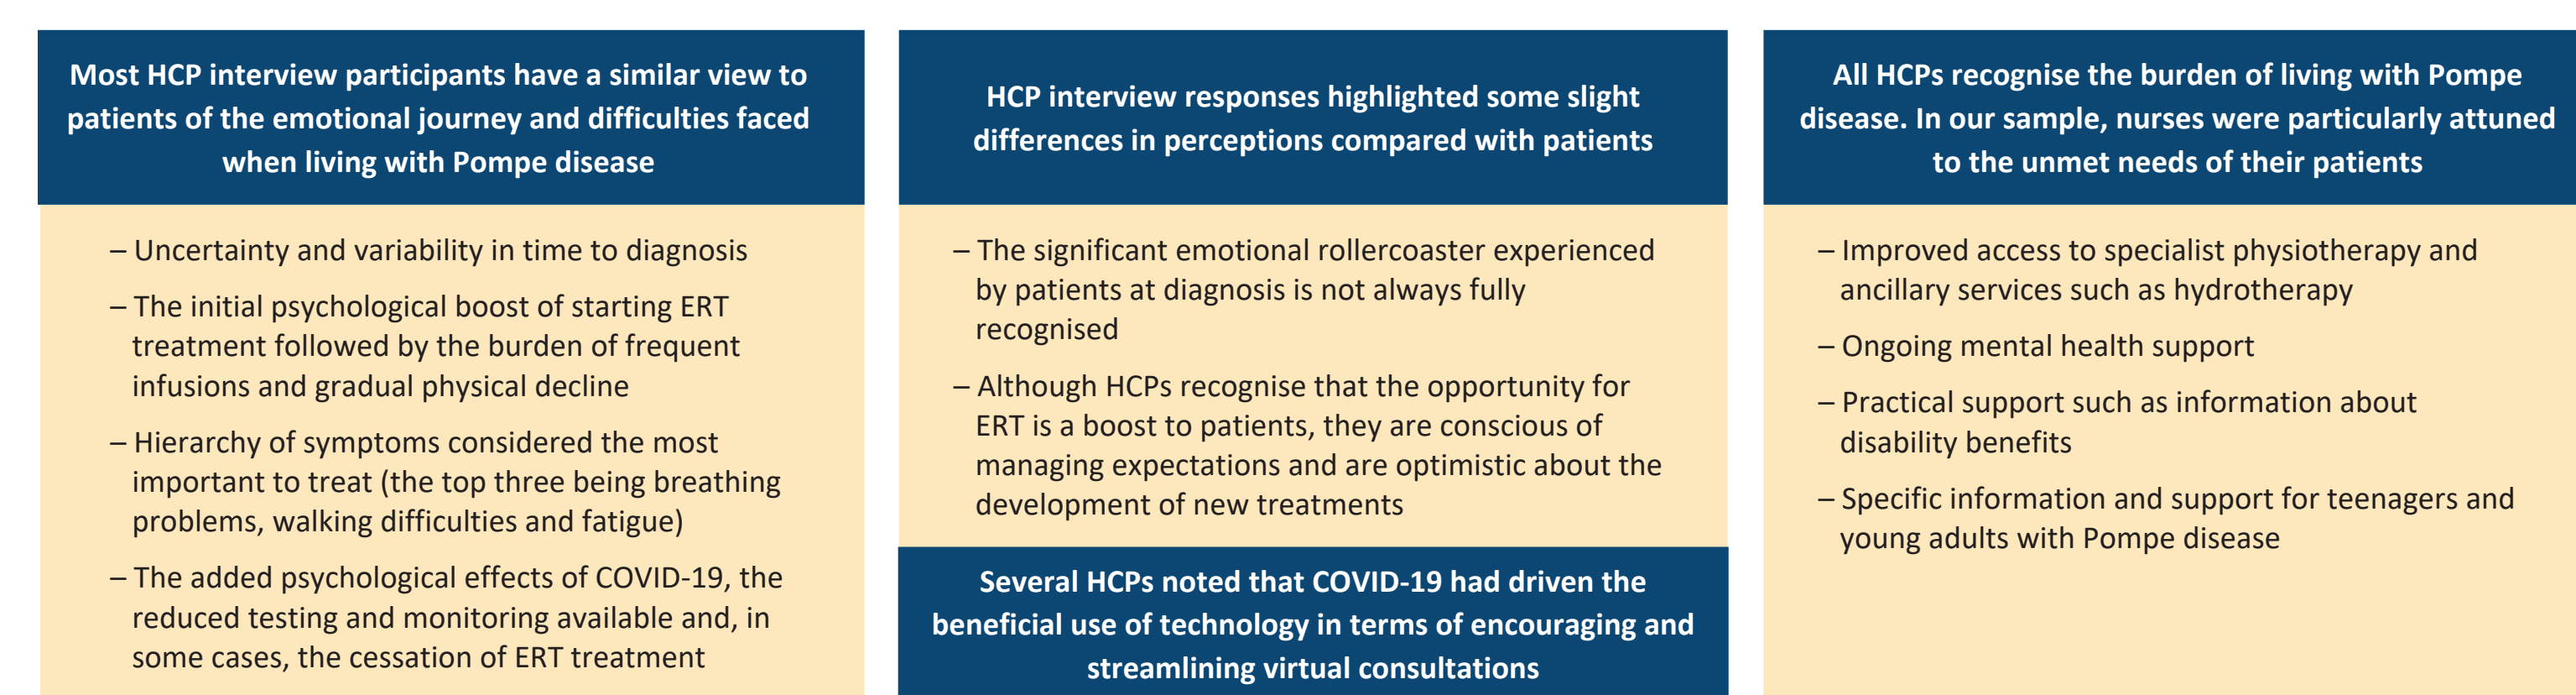 Most HCP interview participants have a similar view to
patients of the emotional journey and difficulties faced
when living with Pompe disease
– Uncertainty and variability in time to diagnosis
– The initial psychological boost of starting ERT
treatment followed by the burden of frequent
infusions and gradual physical decline
– Hierarchy of symptoms considered the most
important to treat (the top three being breathing
problems, walking difficulties and fatigue)
– The added psychological effects of COVID-19, the
reduced testing and monitoring available and, in
some cases, the cessation of ERT treatment
HCP interview responses highlighted some slight
differences in perceptions compared with patients
– The significant emotional rollercoaster experienced
by patients at diagnosis is not always fully
recognised
– Although HCPs recognise that the opportunity for
ERT is a boost to patients, they are conscious of
managing expectations and are optimistic about the
development of new treatments
Several HCPs noted that COVID-19 had driven the
beneficial use of technology in terms of encouraging and
streamlining virtual consultations
All HCPs recognise the burden of living with Pompe
disease. In our sample, nurses were particularly attuned
to the unmet needs of their patients
– Improved access to specialist physiotherapy and
ancillary services such as hydrotherapy
– Ongoing mental health support
– Practical support such as information about
disability benefits
– Specific information and support for teenagers and
young adults with Pompe disease